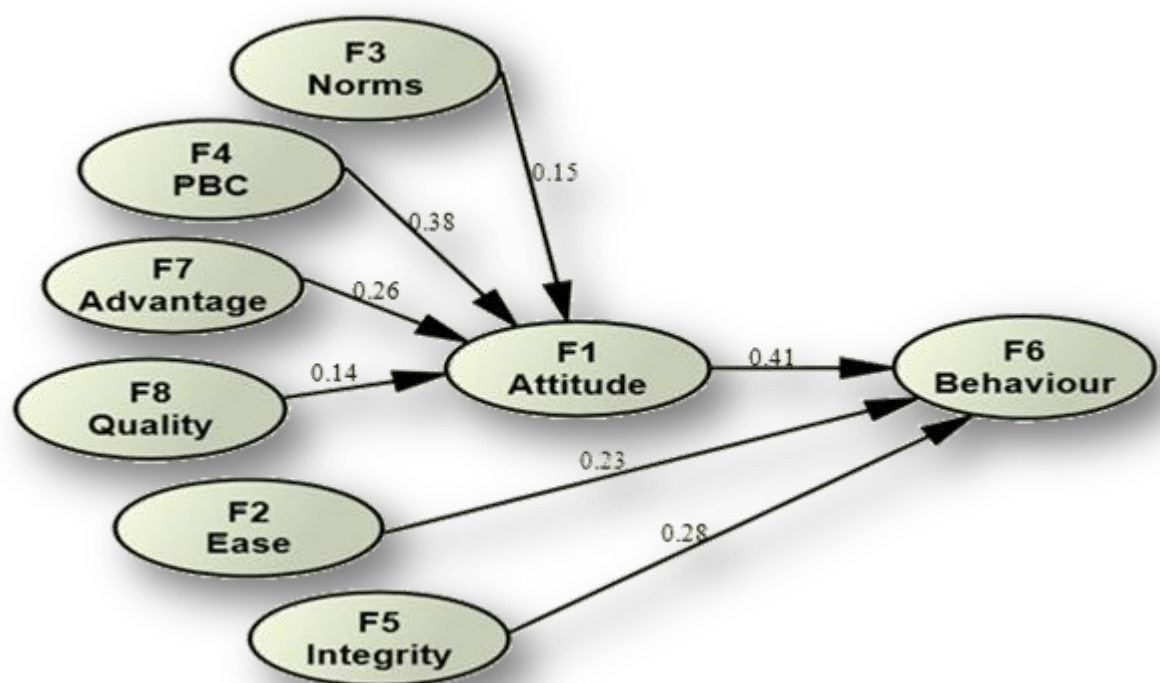 F3
Norms
F4
PBC
0.15
0.38
F7
Advantage
0.26
F1
Attitude
0.41
F6
Behaviour
0.14
F8
Quality
0.23
F2
Ease
0.28
F5
Integrity